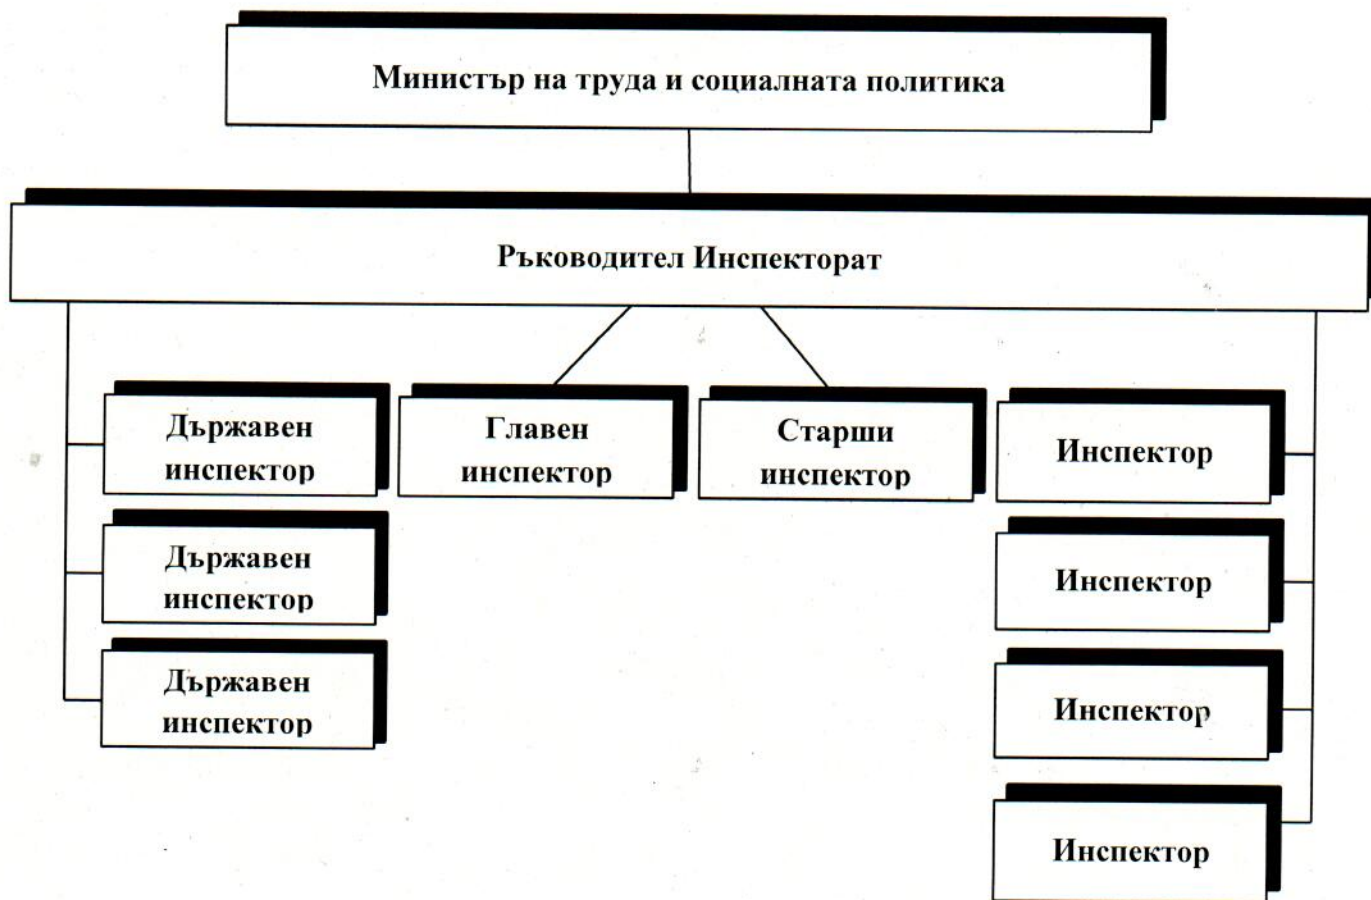 Министър на труда и социалната политика
Ръководител Инспекторат
Държавен
инспектор
Главен
инспектор
Старши
инспектор
Инспектор
Държавен
инспектор
Инспектор
Държавен
инспектор
Инспектор
Инспектор